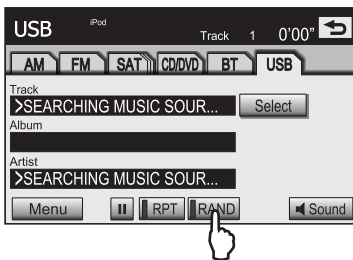 USB iPod Track 1 0'00"
AM FM SAT CD/DVD BT USB
Track
>SEARCHING MUSIC SOUR... Select
Album
Artist
>SEARCHING MUSIC SOUR...
Menu RPT RAND Sound